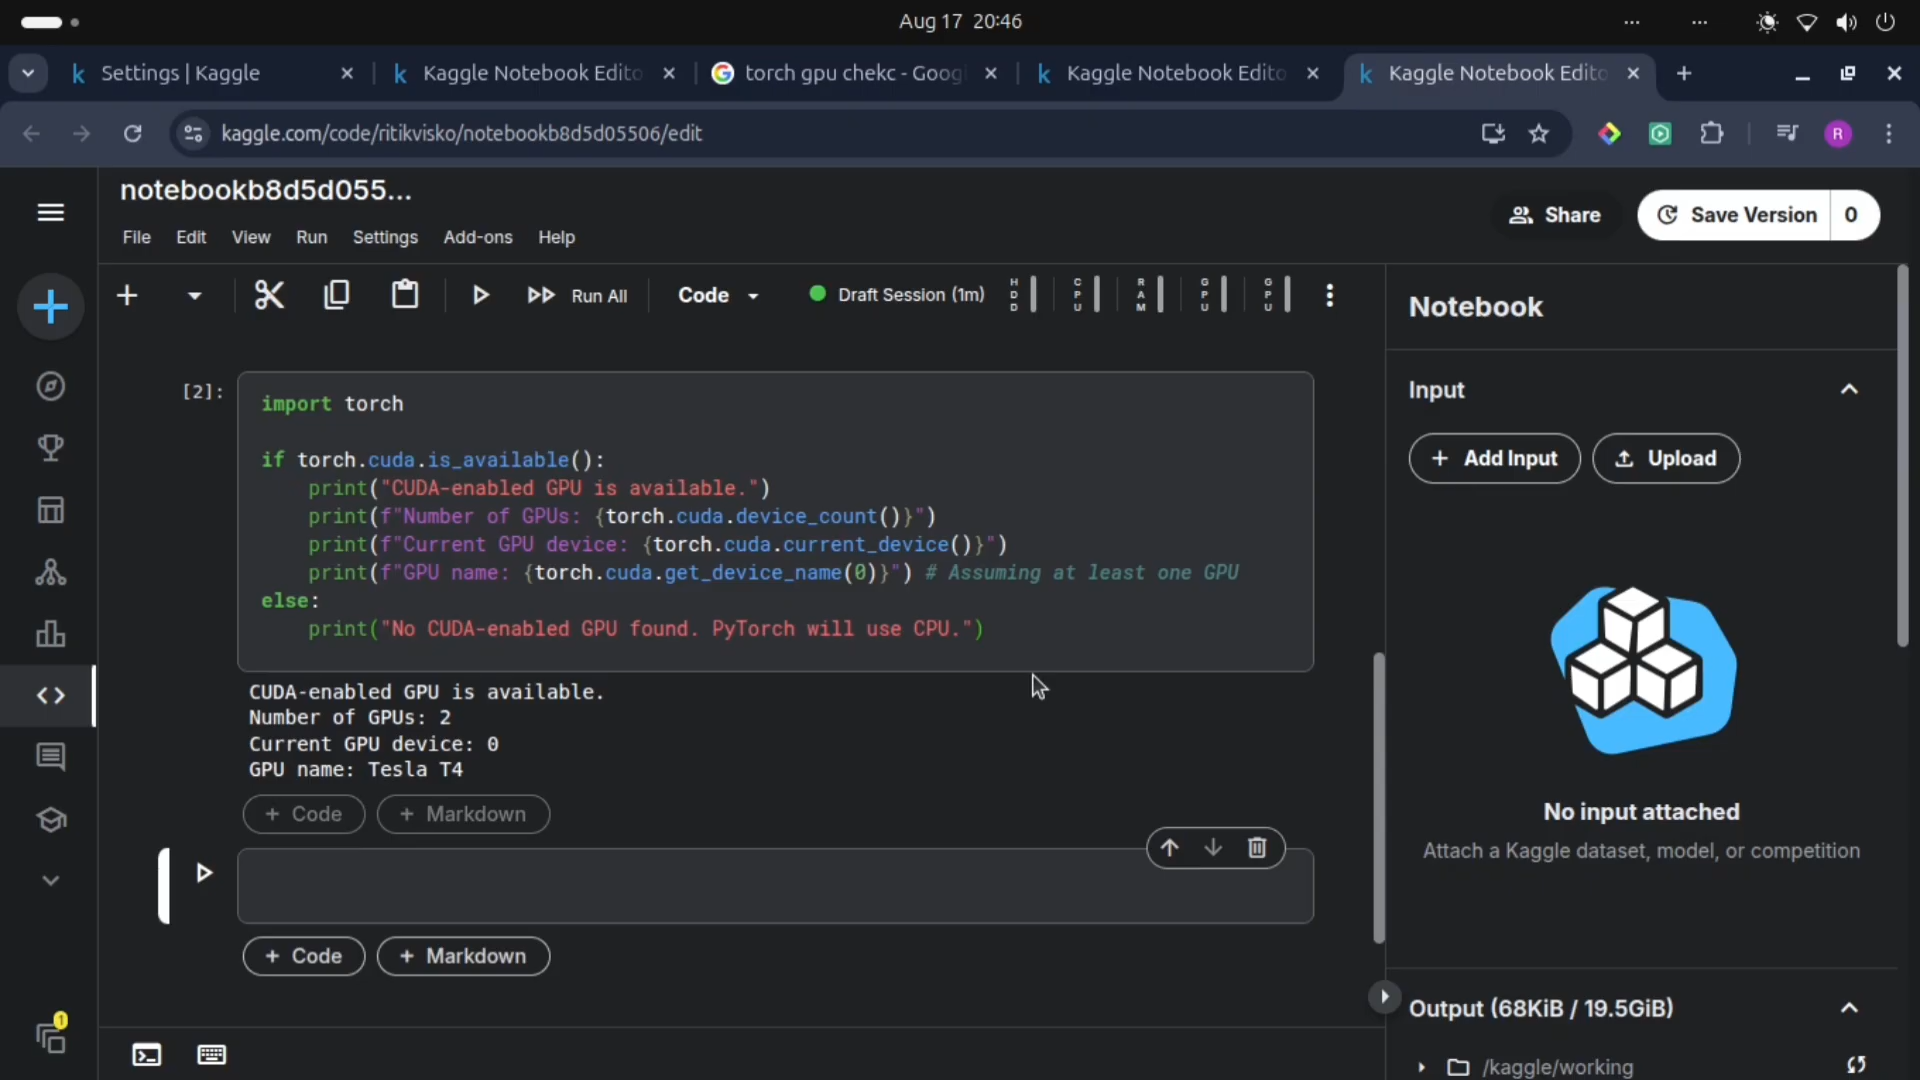 Aug 17 20:46
Settings | Kaggle
Kaggle Notebook Edito
torch gpu chekc - Goog
Kaggle Notebook Edito
Kaggle Notebook Edito
kaggle.com/code/ritikvisko/notebookb8d5d05506/edit
R
notebookb8d5d055...
Share
Save Version
0
File Edit View Run Settings Add-ons Help
Run All
Code
Draft Session (1m)
HDD
CPU
RAM
GPU
GPU
Notebook
Input
+ Add Input
Upload
No input attached
Attach a Kaggle dataset, model, or competition
[2]:
import torch
if torch.cuda.is_available():
    print("CUDA-enabled GPU is available.")
    print(f"Number of GPUs: {torch.cuda.device_count()}")
    print(f"Current GPU device: {torch.cuda.current_device()}")
    print(f"GPU name: {torch.cuda.get_device_name(0)}") # Assuming at least one GPU
else:
    print("No CUDA-enabled GPU found. PyTorch will use CPU.")
CUDA-enabled GPU is available.
Number of GPUs: 2
Current GPU device: 0
GPU name: Tesla T4
+ Code
+ Markdown
+ Code
+ Markdown
Output (68KiB / 19.5GiB)
/kaggle/working
1